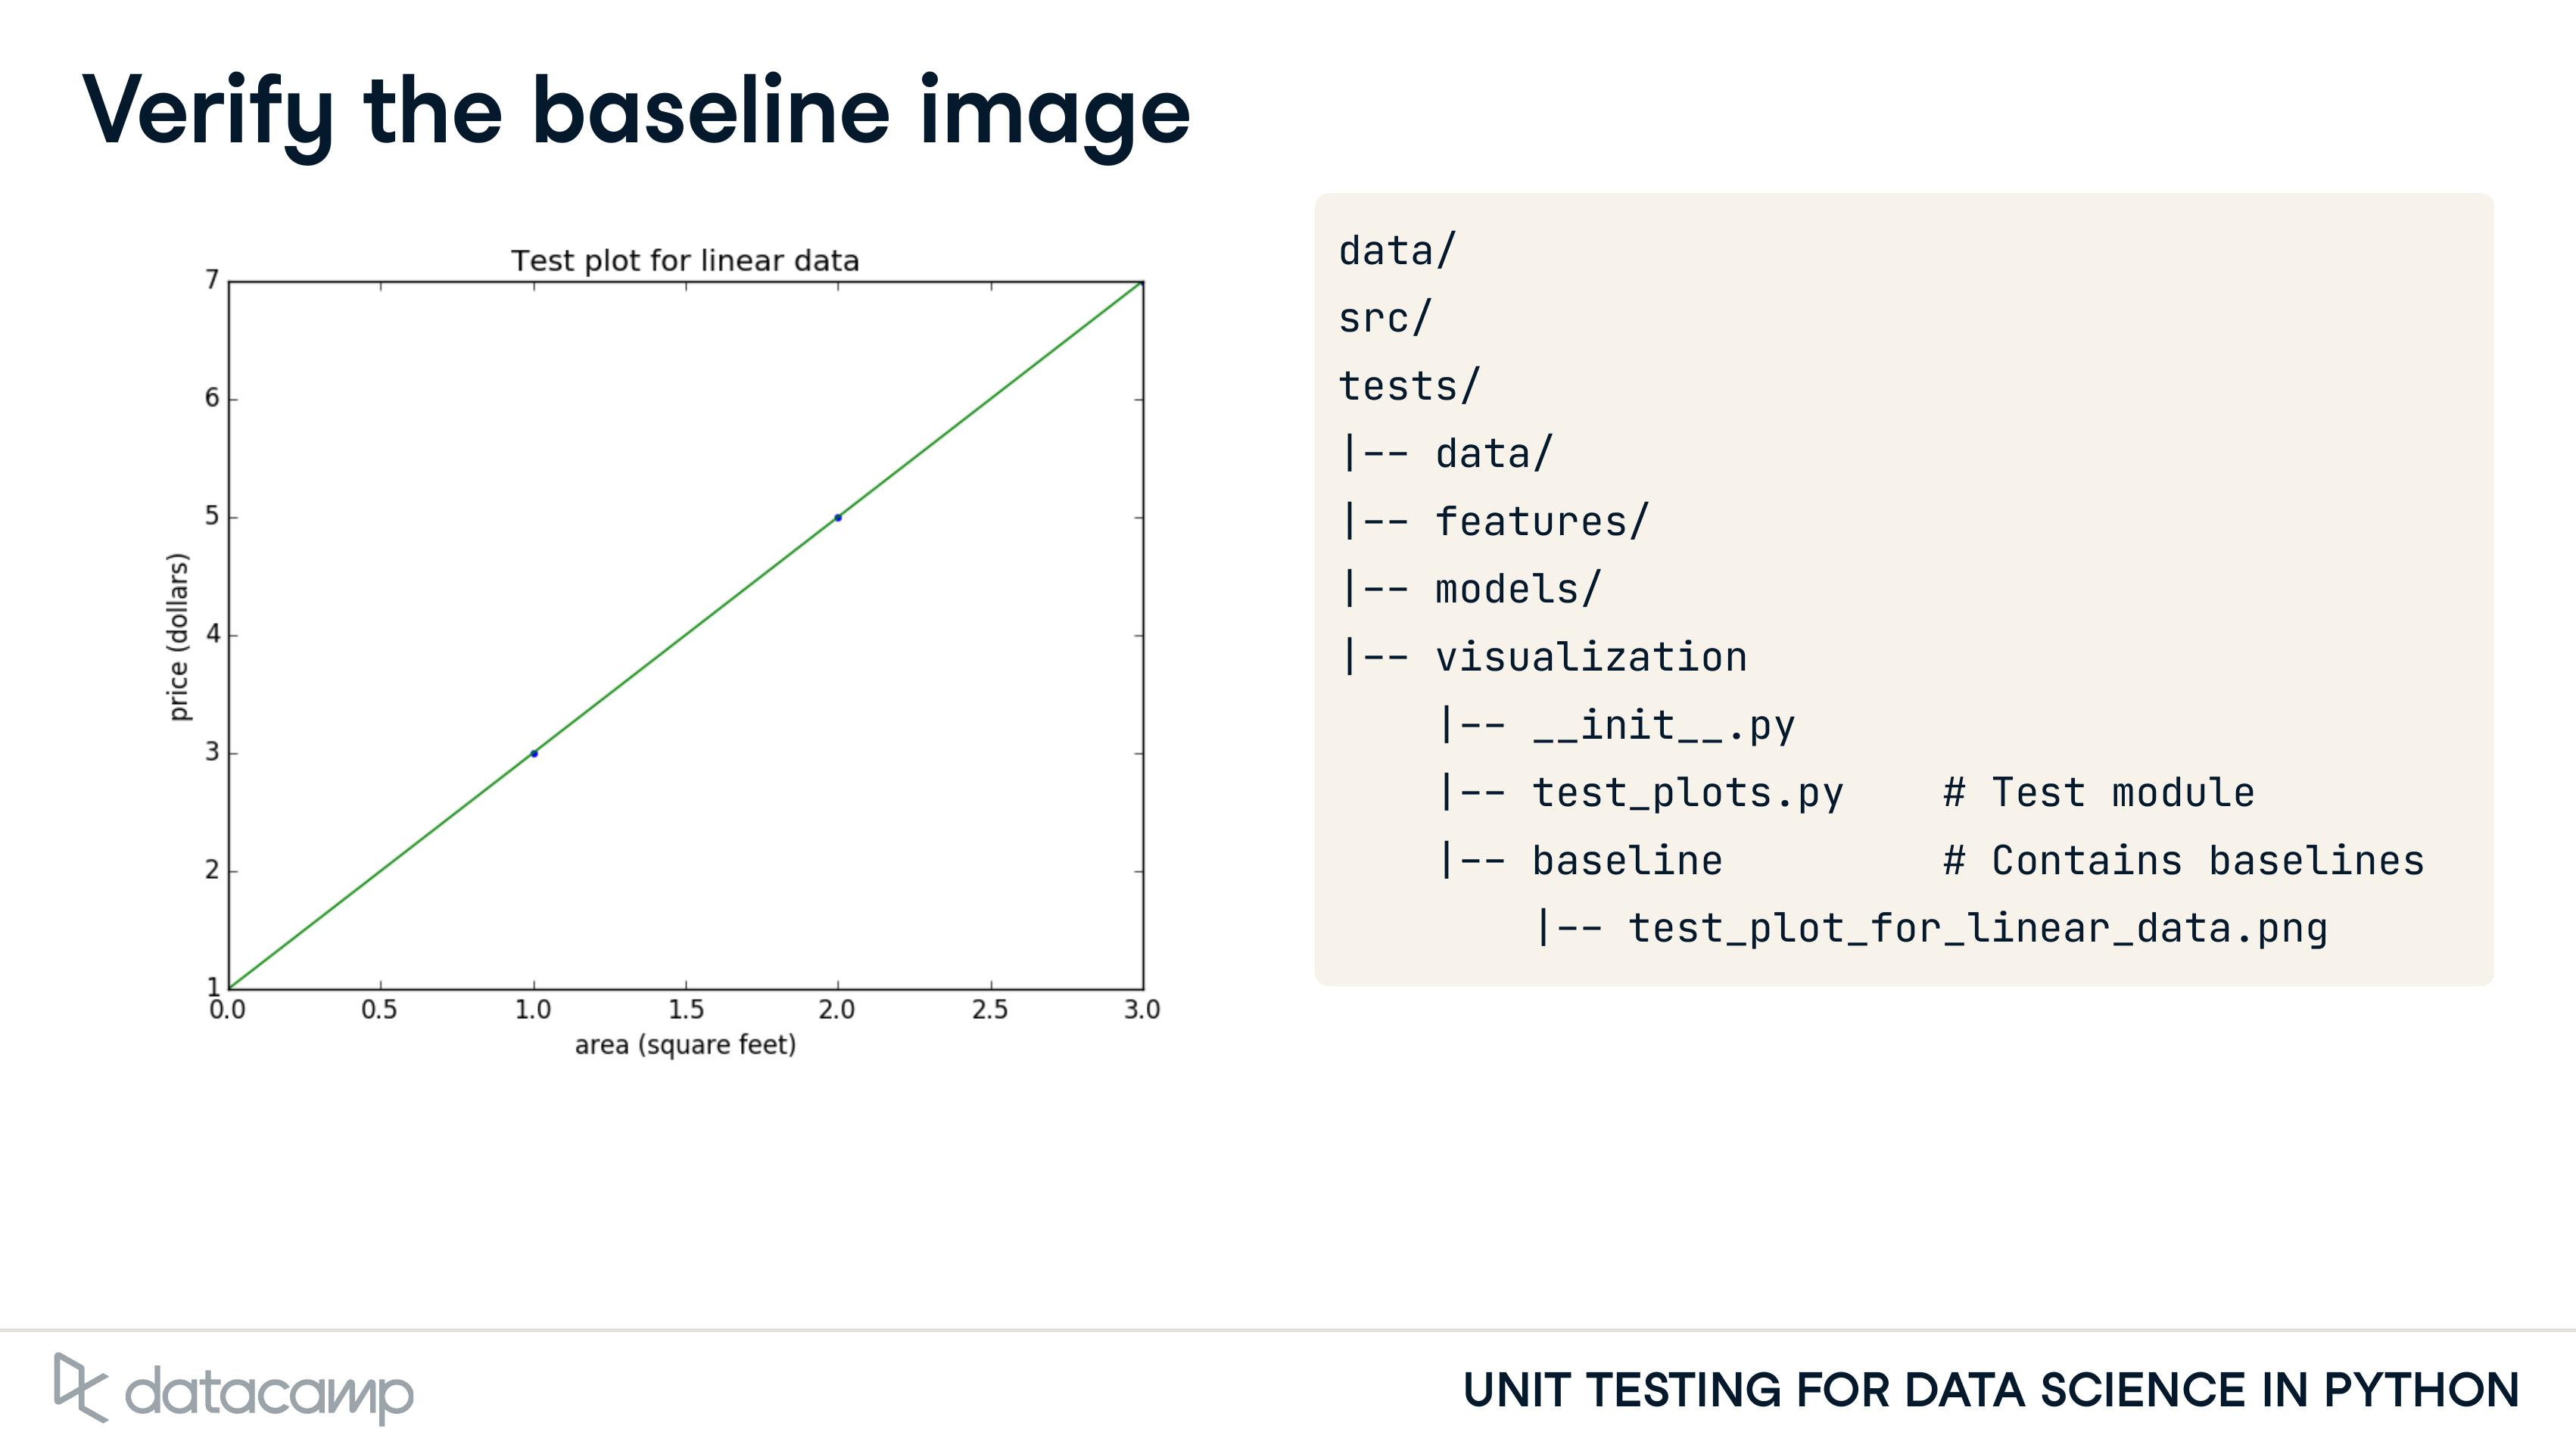 Verify the baseline image
Test plot for linear data
7
6
5
4
3
2
1
price (dollars)
0.0 0.5 1.0 1.5 2.0 2.5 3.0
area (square feet)
data/
src/
tests/
|-- data/
|-- features/
|-- models/
|-- visualization
    |-- __init__.py
    |-- test_plots.py    # Test module
    |-- baseline         # Contains baselines
        |-- test_plot_for_linear_data.png
datacamp
UNIT TESTING FOR DATA SCIENCE IN PYTHON